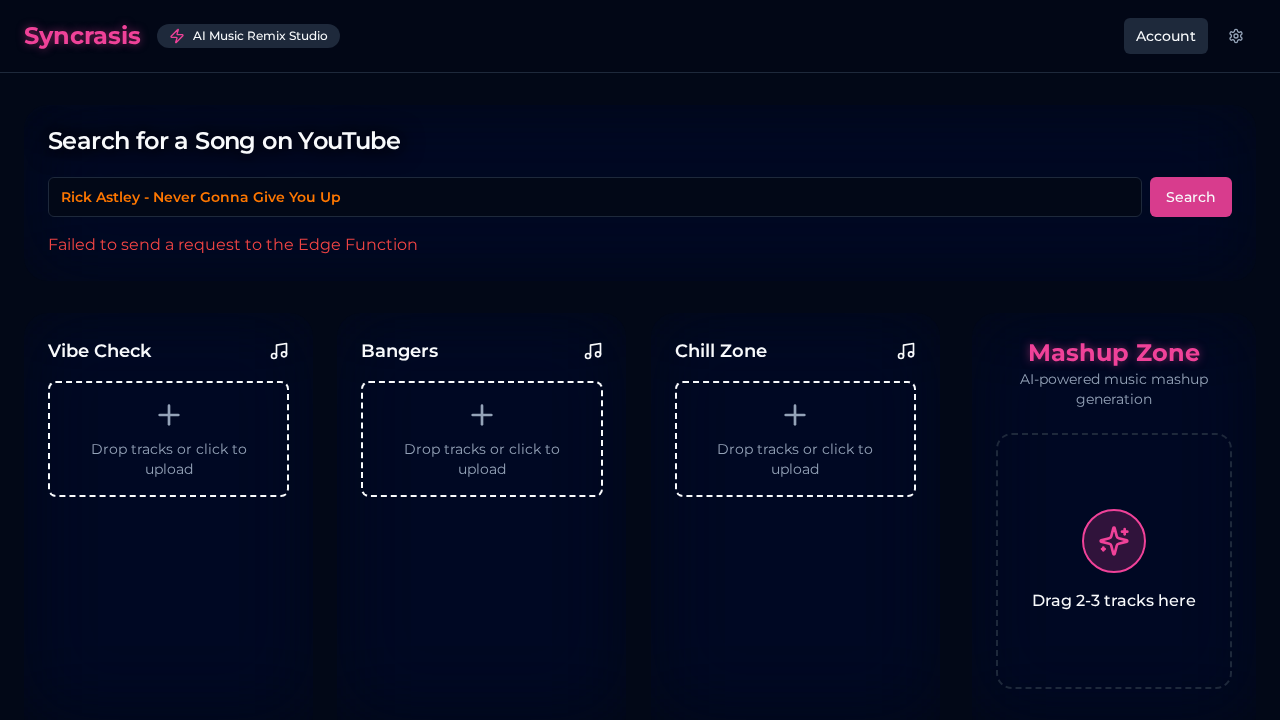 Syncrasis
AI Music Remix Studio
Account
Search for a Song on YouTube
Rick Astley - Never Gonna Give You Up
Search
Failed to send a request to the Edge Function
Vibe Check
Drop tracks or click to
upload
Bangers
Drop tracks or click to
upload
Chill Zone
Drop tracks or click to
upload
Mashup Zone
AI-powered music mashup
generation
Drag 2-3 tracks here